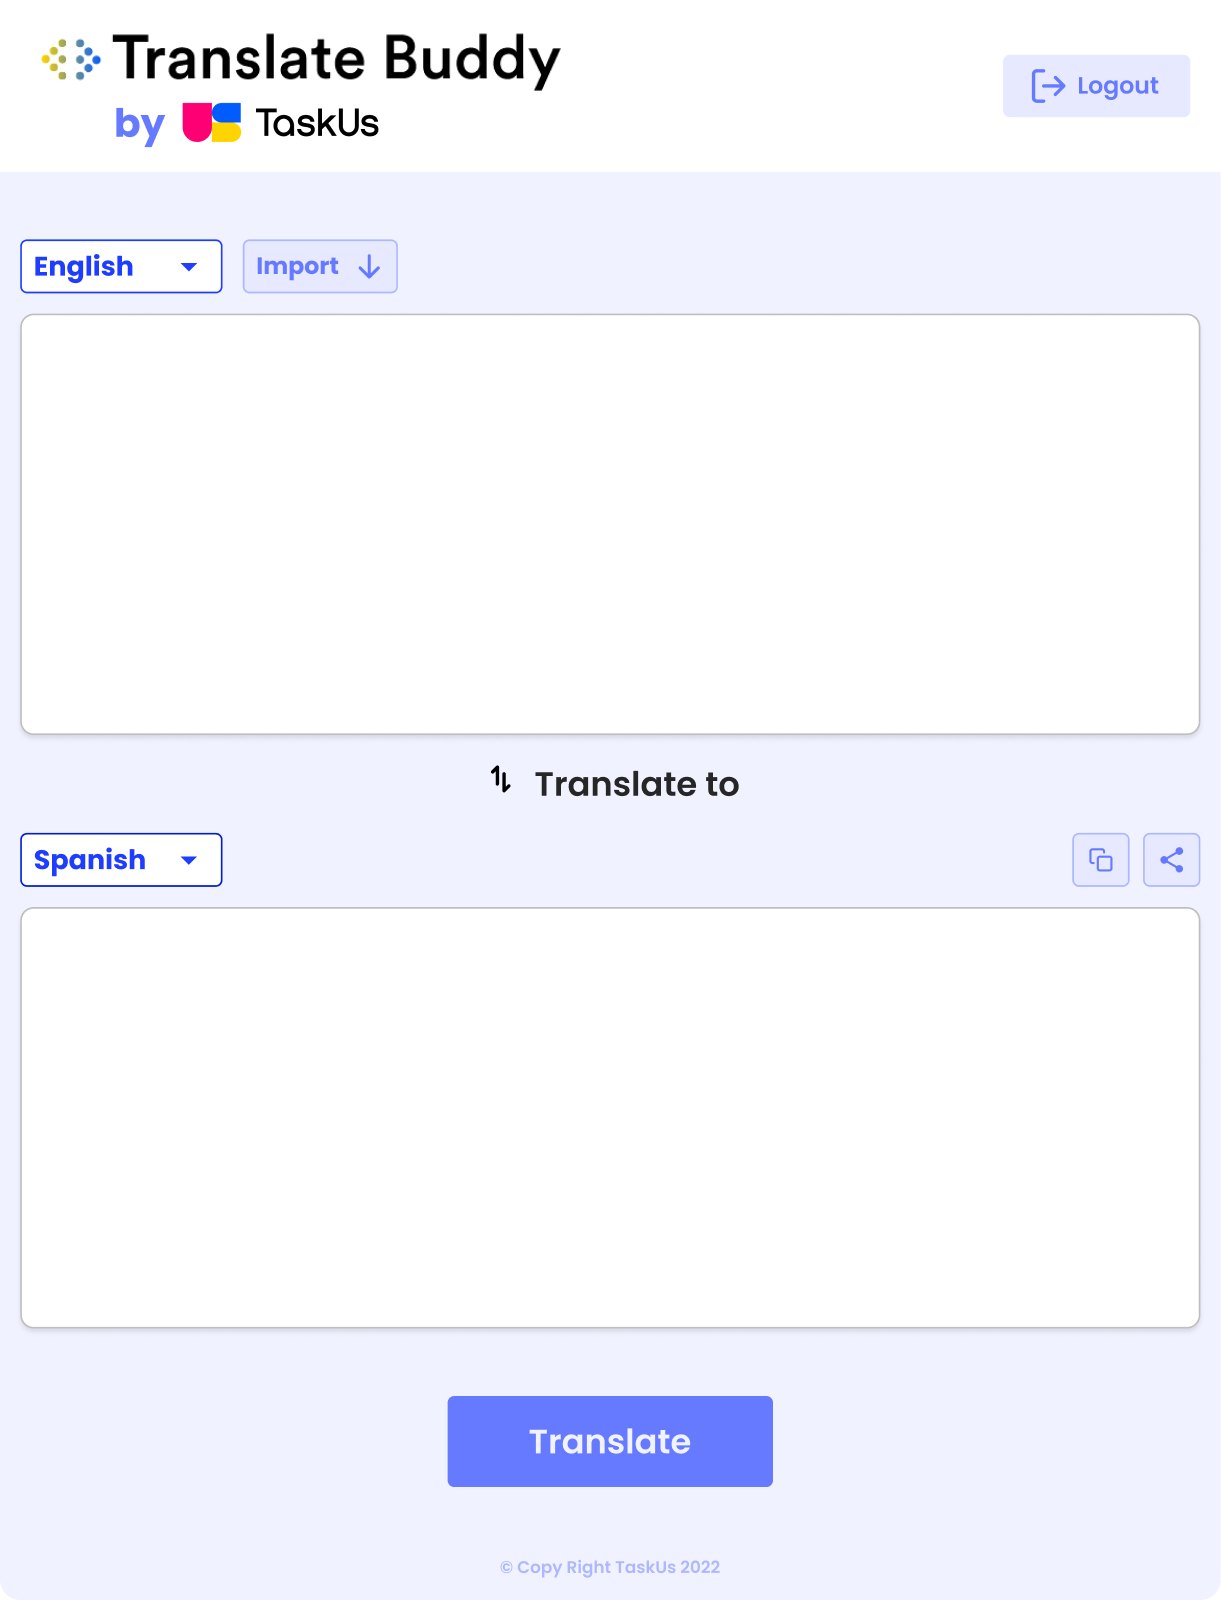 Translate Buddy
by TaskUs
Logout
English
Import
Translate to
Spanish
Translate
© Copy Right TaskUs 2022